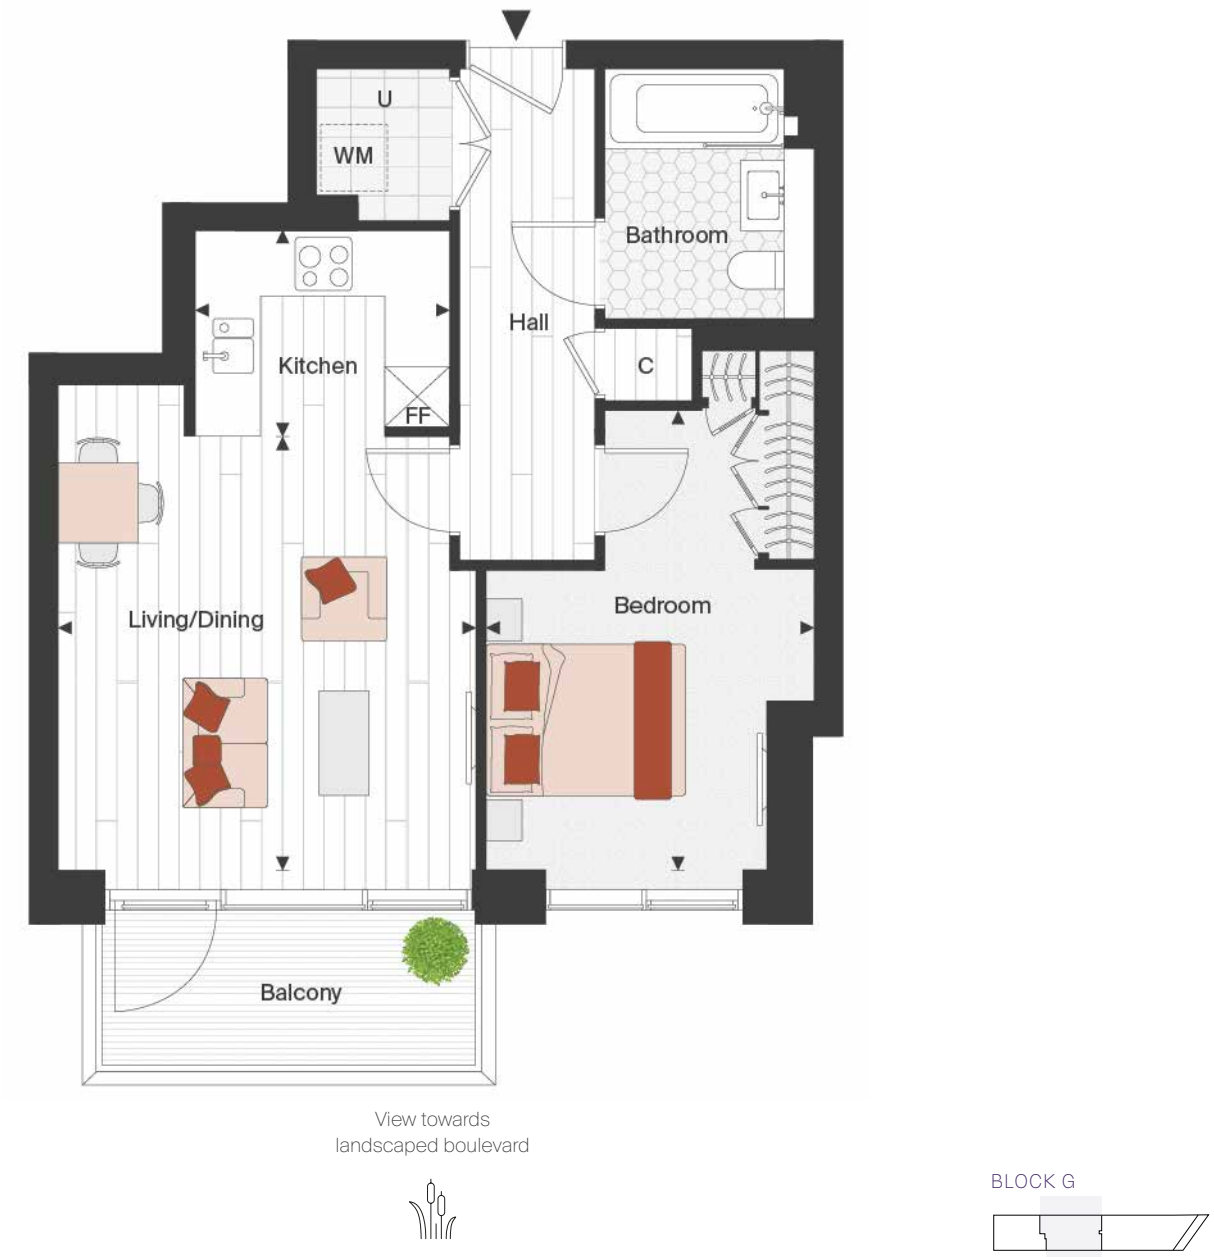 U
WM
Bathroom
Hall
Kitchen
C
FF
Bedroom
Living/Dining
Balcony
View towards
landscaped boulevard
BLOCK G